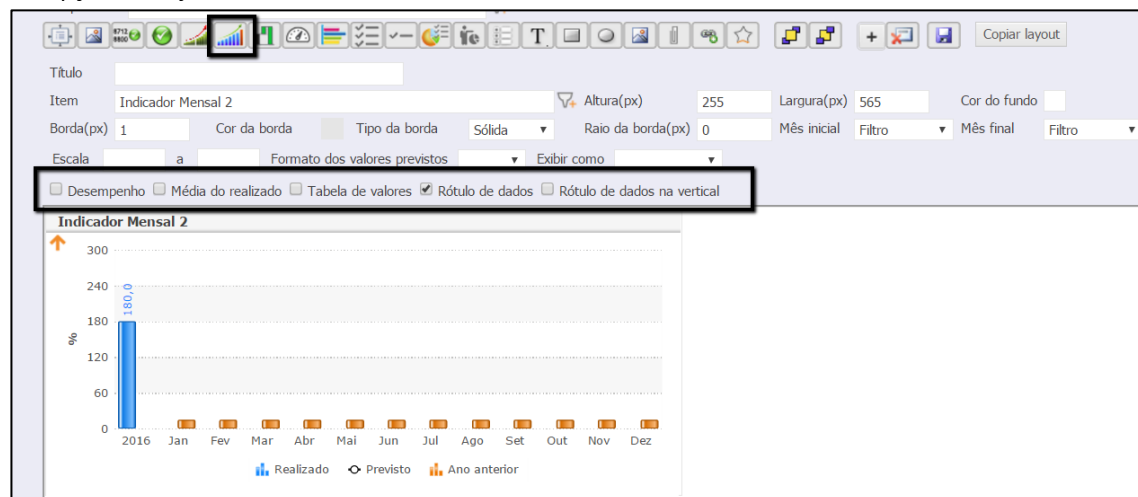 8712
9800
T
+
Copiar layout
Título
Item Indicador Mensal 2 Altura(px) 255 Largura(px) 565 Cor do fundo
Borda(px) 1 Cor da borda Tipo da borda Sólida Raio da borda(px) 0 Mês inicial Filtro Mês final Filtro
Escala a Formato dos valores previstos Exibir como
Desempenho Média do realizado Tabela de valores Rótulo de dados Rótulo de dados na vertical
Indicador Mensal 2
300
240
180,0
180
%
120
60
0
2016 Jan Fev Mar Abr Mai Jun Jul Ago Set Out Nov Dez
Realizado Previsto Ano anterior